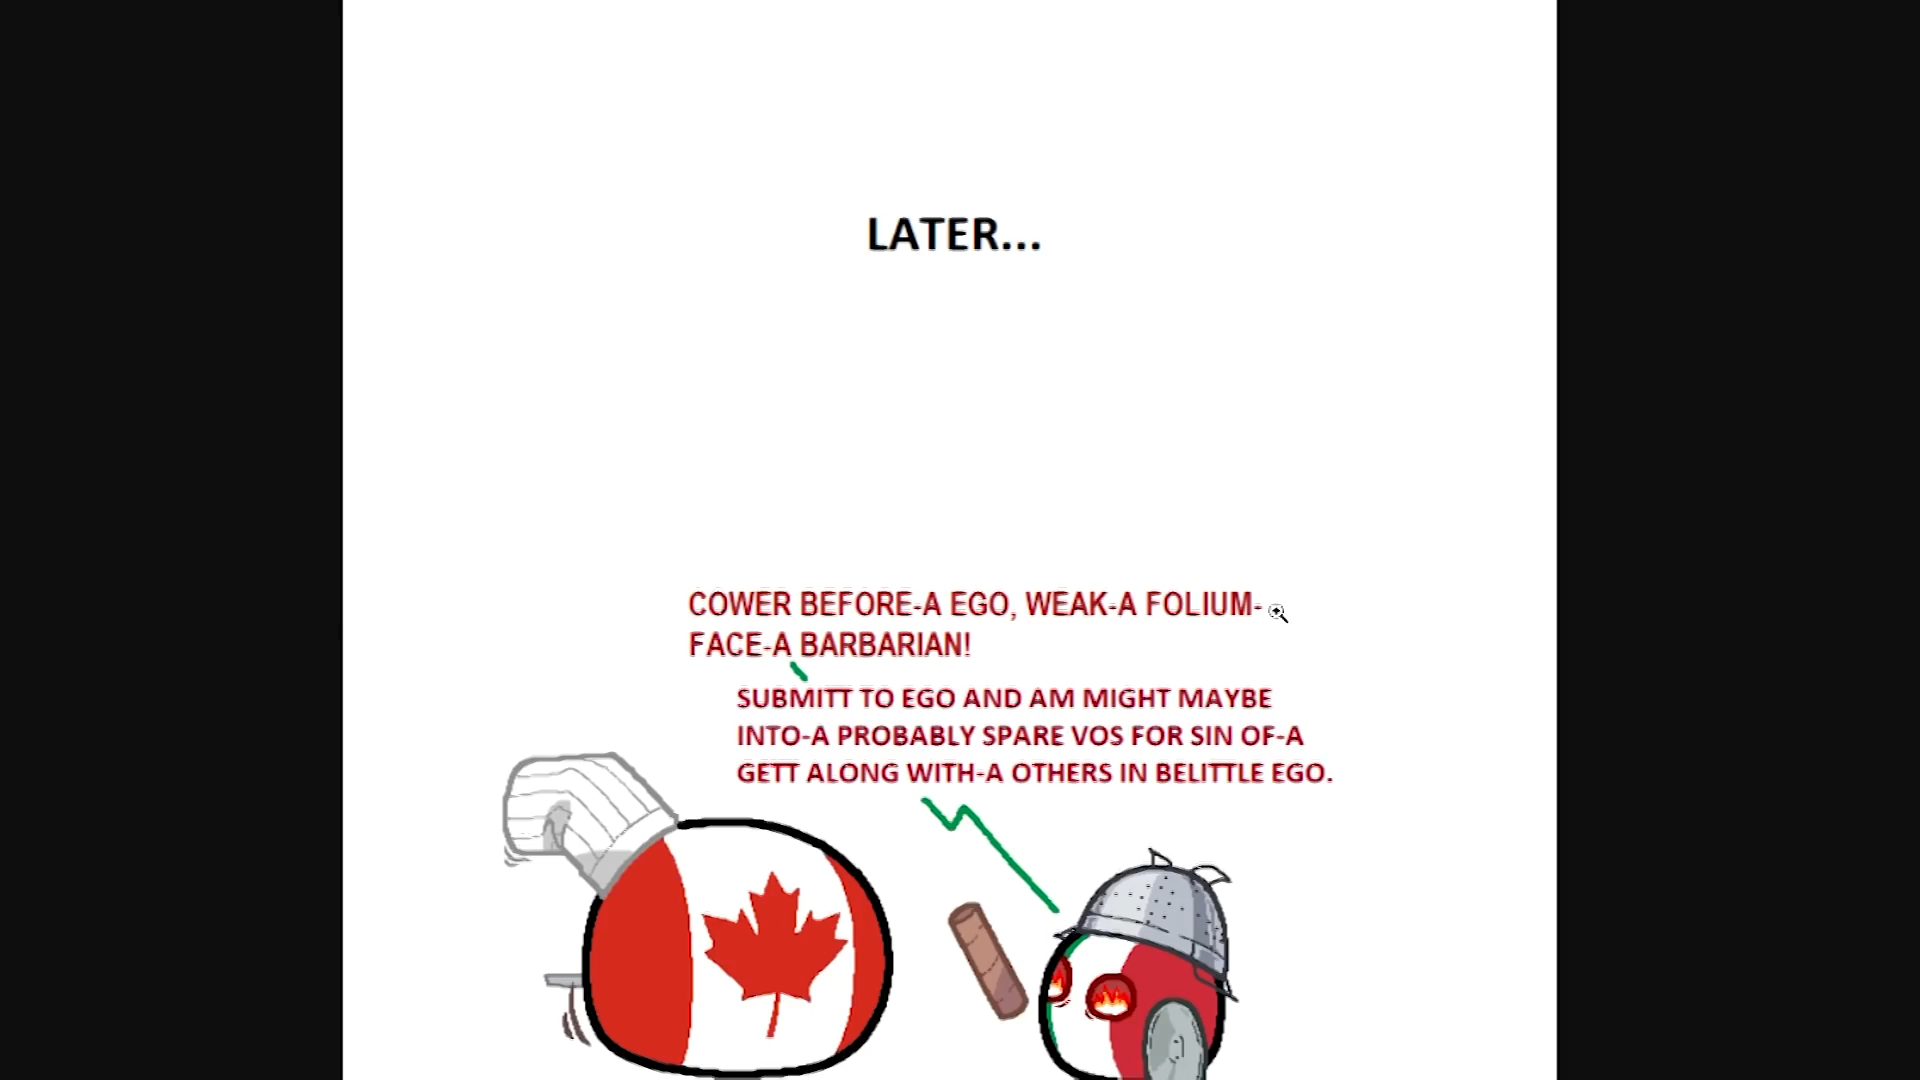 LATER...
COWER BEFORE-A EGO, WEAK-A FOLIUM-
FACE-A BARBARIAN!
SUBMITT TO EGO AND AM MIGHT MAYBE
INTO-A PROBABLY SPARE VOS FOR SIN OF-A
GETT ALONG WITH-A OTHERS IN BELITTLE EGO.